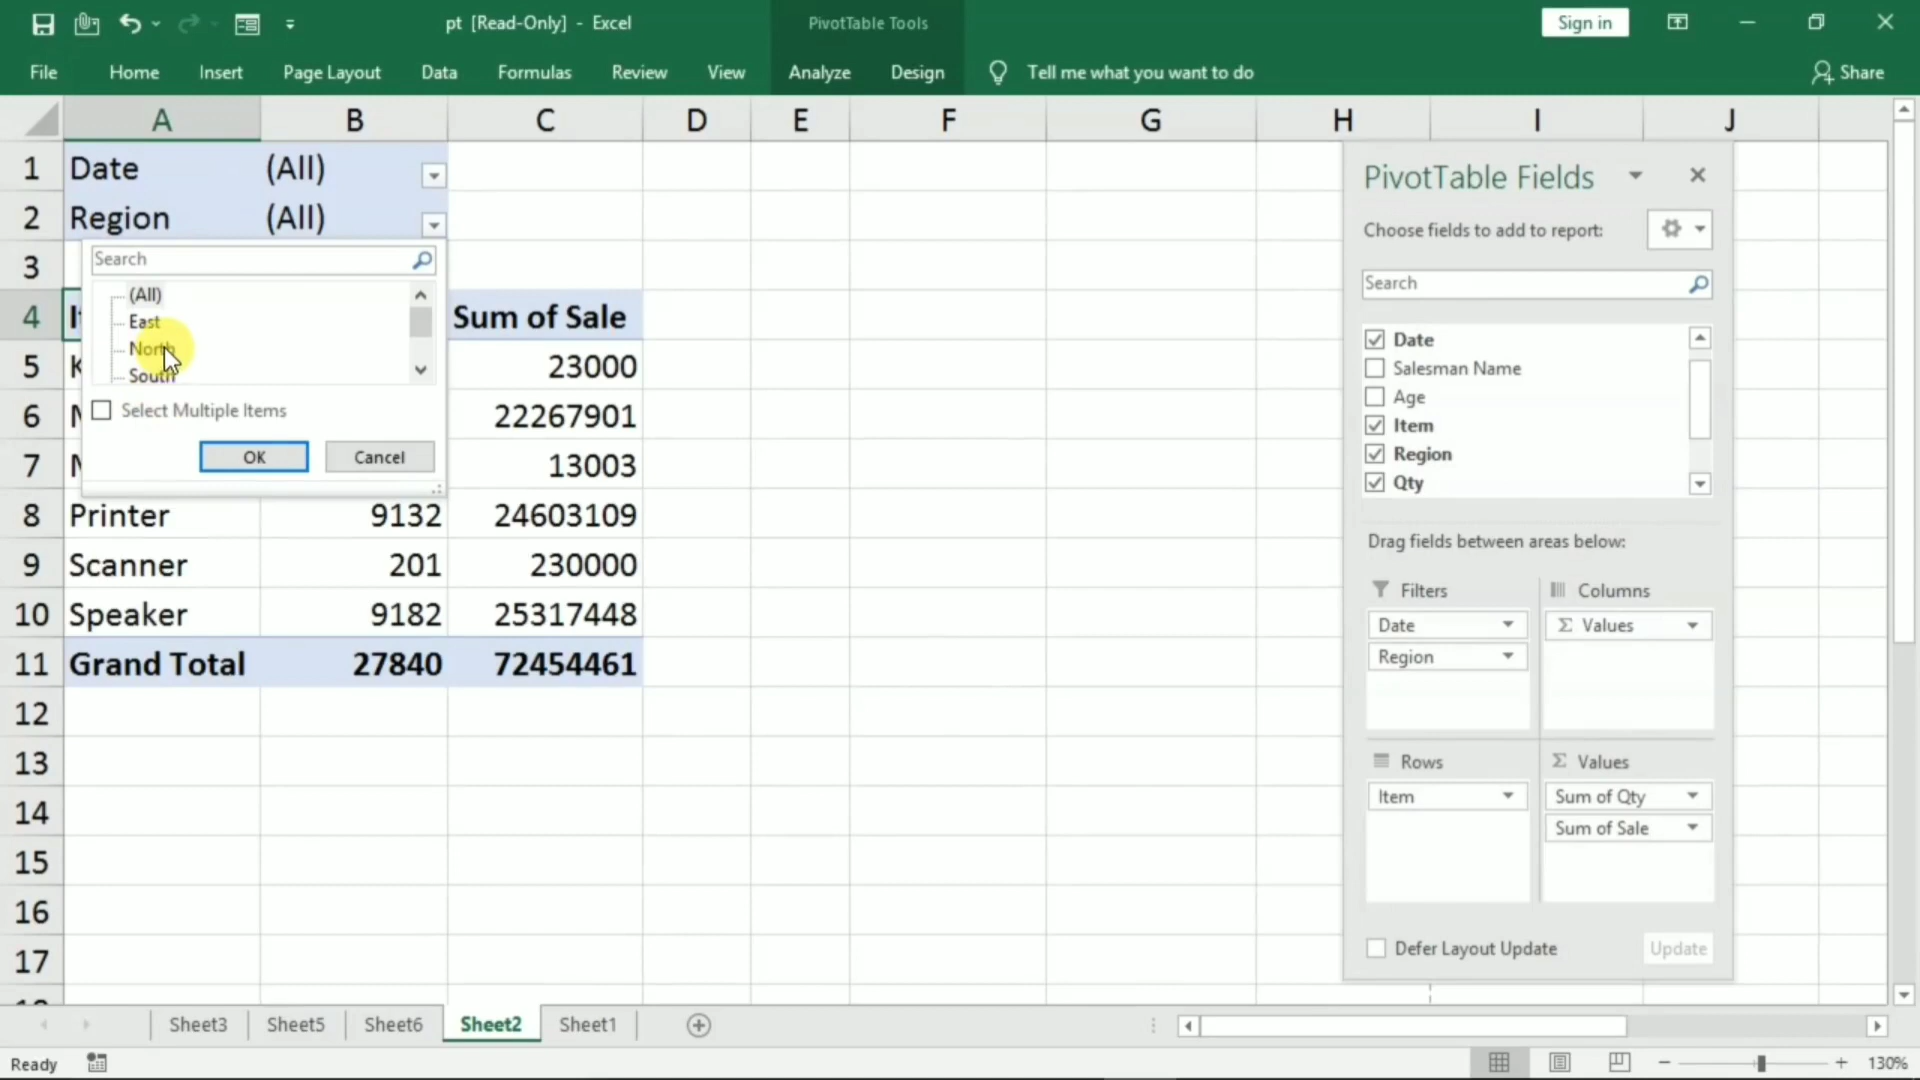 pt [Read-Only] - Excel
PivotTable Tools
Sign in
File Home Insert Page Layout Data Formulas Review View Analyze Design Tell me what you want to do Share
A B C D E F G H I J
1 Date (All)
2 Region (All)
3
4 Sum of Sale
5 23000
6 22267901
7 13003
8 Printer 9132 24603109
9 Scanner 201 230000
10 Speaker 9182 25317448
11 Grand Total 27840 72454461
12
13
14
15
16
17
Search
(All)
East
North
South
Select Multiple Items
OK Cancel
PivotTable Fields
Choose fields to add to report:
Search
Date
Salesman Name
Age
Item
Region
Qty
Drag fields between areas below:
Filters
Date
Region
Columns
Σ Values
Rows
Item
Σ Values
Sum of Qty
Sum of Sale
Defer Layout Update Update
Sheet3 Sheet5 Sheet6 Sheet2 Sheet1
Ready
130%